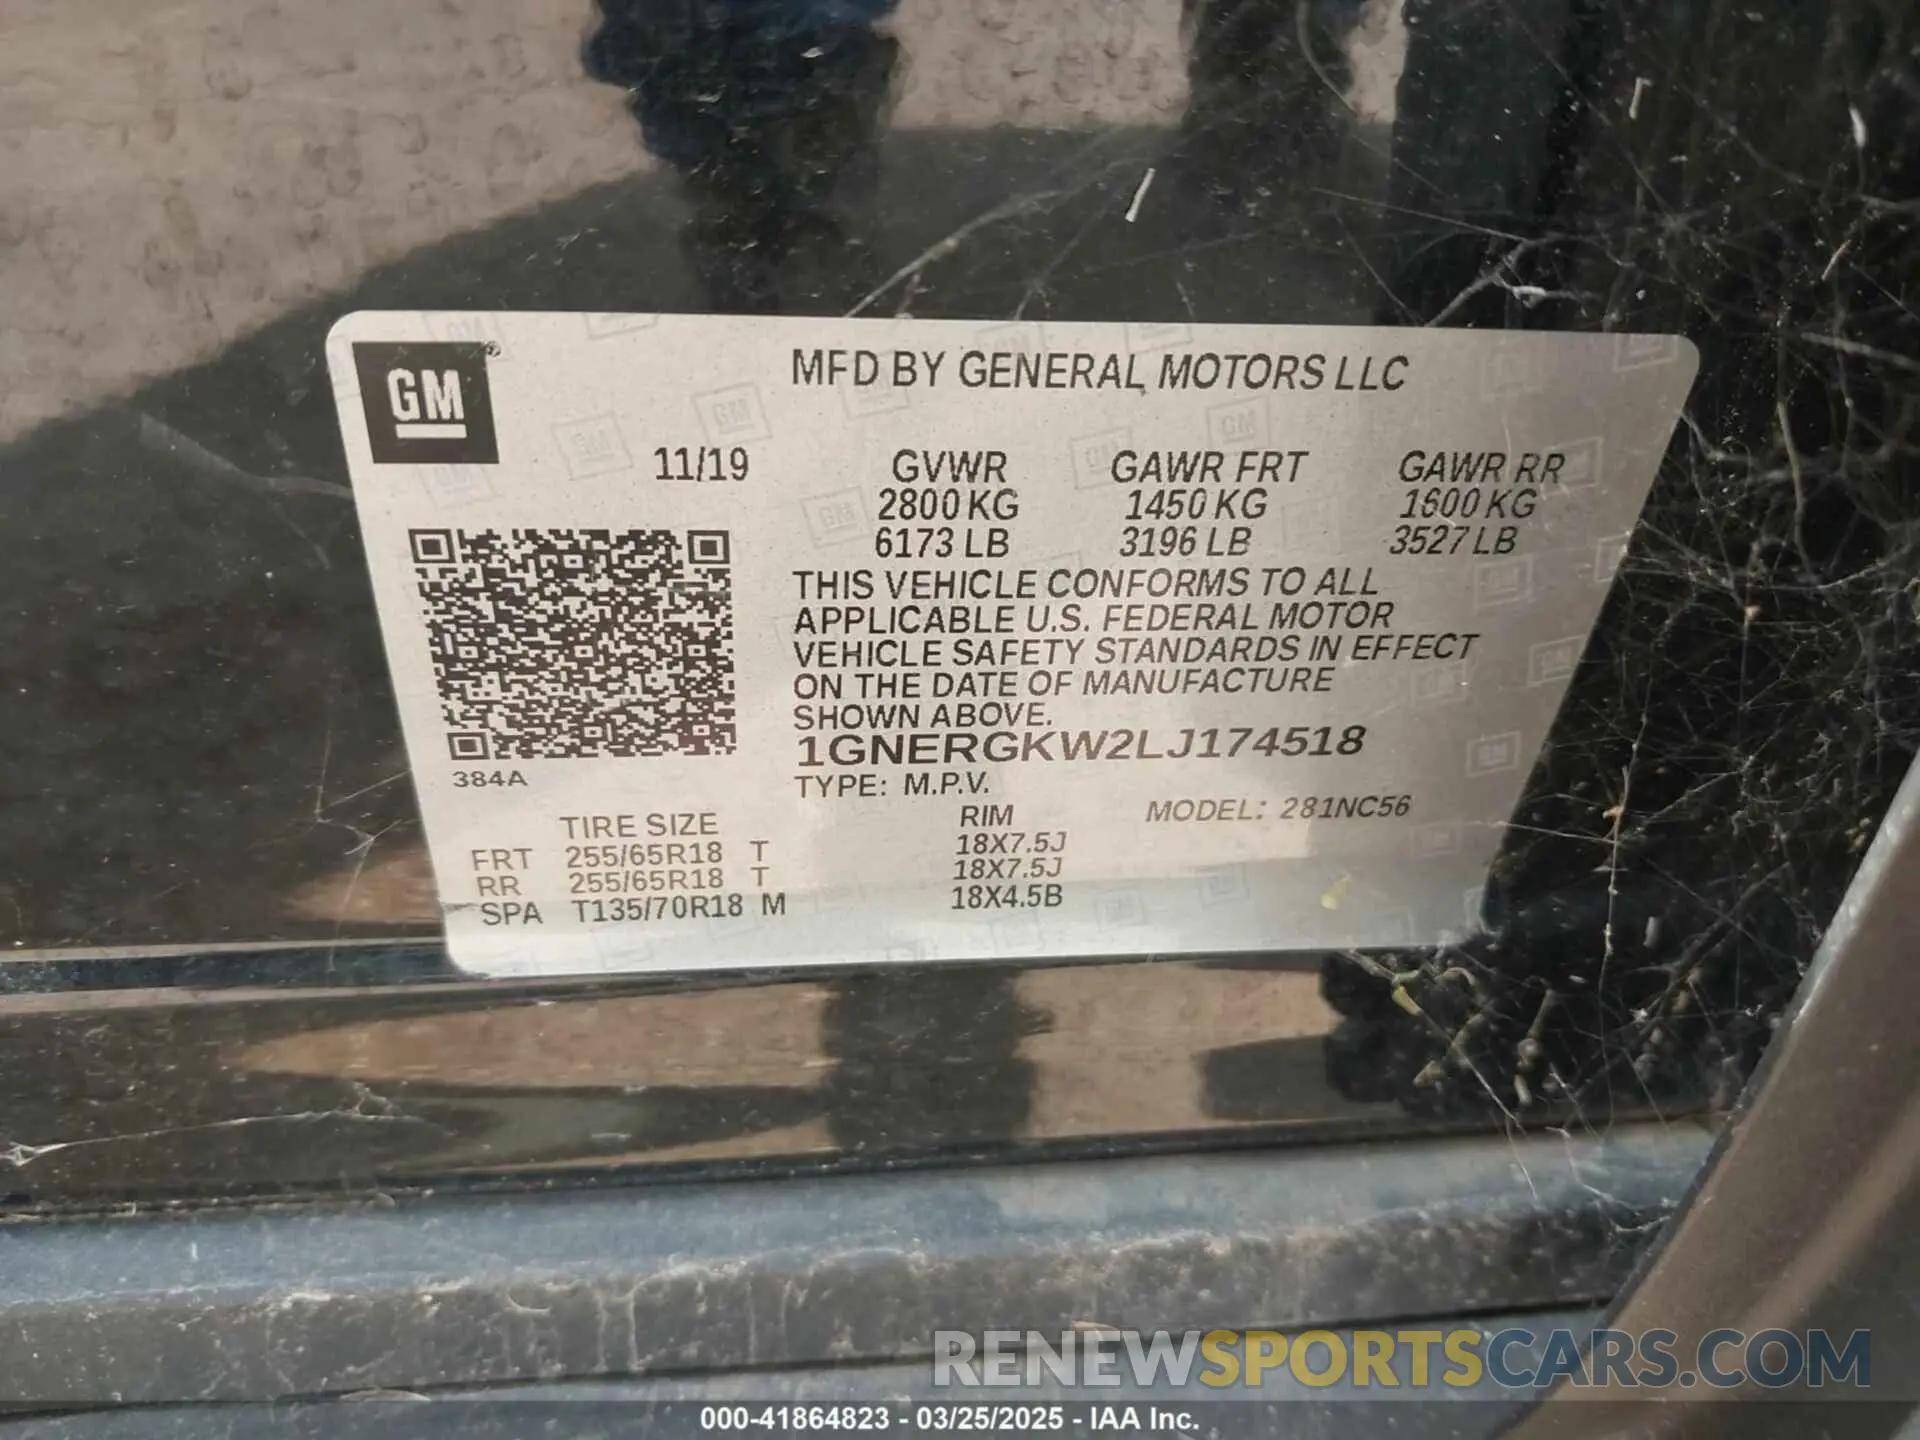 GM ®
MFD BY GENERAL MOTORS LLC
11/19 GVWR GAWR FRT GAWR RR
2800 KG 1450 KG 1600 KG
6173 LB 3196 LB 3527 LB
THIS VEHICLE CONFORMS TO ALL
APPLICABLE U.S. FEDERAL MOTOR
VEHICLE SAFETY STANDARDS IN EFFECT
ON THE DATE OF MANUFACTURE
SHOWN ABOVE.
1GNERGKW2LJ174518
384A
TYPE: M.P.V.
MODEL: 281NC56
TIRE SIZE RIM
FRT 255/65R18 T 18X7.5J
RR 255/65R18 T 18X7.5J
SPA T135/70R18 M 18X4.5B
RENEWSPORTSCARS.COM
000-41864823 - 03/25/2025 - IAA Inc.